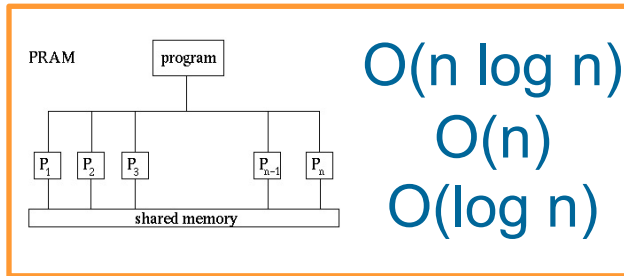 PRAM
program
P1 P2 P3 Pn-1 Pn
shared memory
O(n log n)
O(n)
O(log n)